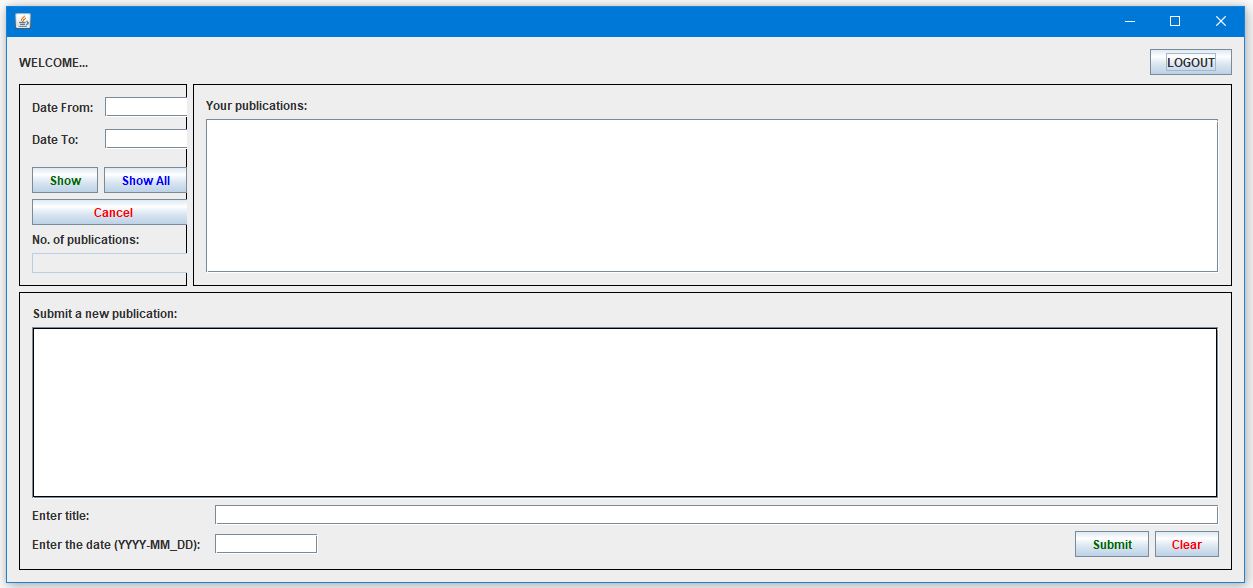 WELCOME...
LOGOUT
Date From:
Date To:
Show
Show All
Cancel
No. of publications:
Your publications:
Submit a new publication:
Enter title:
Enter the date (YYYY-MM_DD):
Submit
Clear